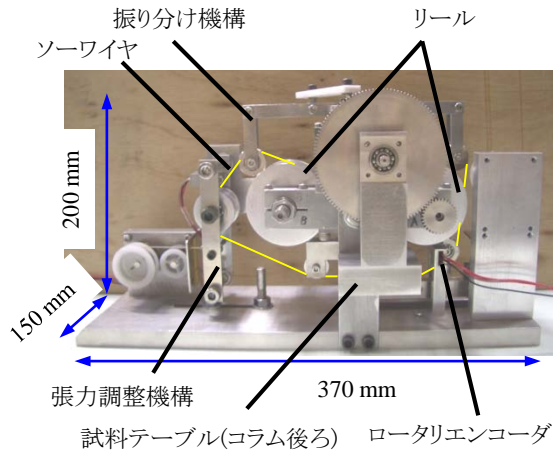 振り分け機構
リール
ソーワイヤ
200 mm
150 mm
370 mm
張力調整機構
試料テーブル(コラム後ろ)
ロータリエンコーダ